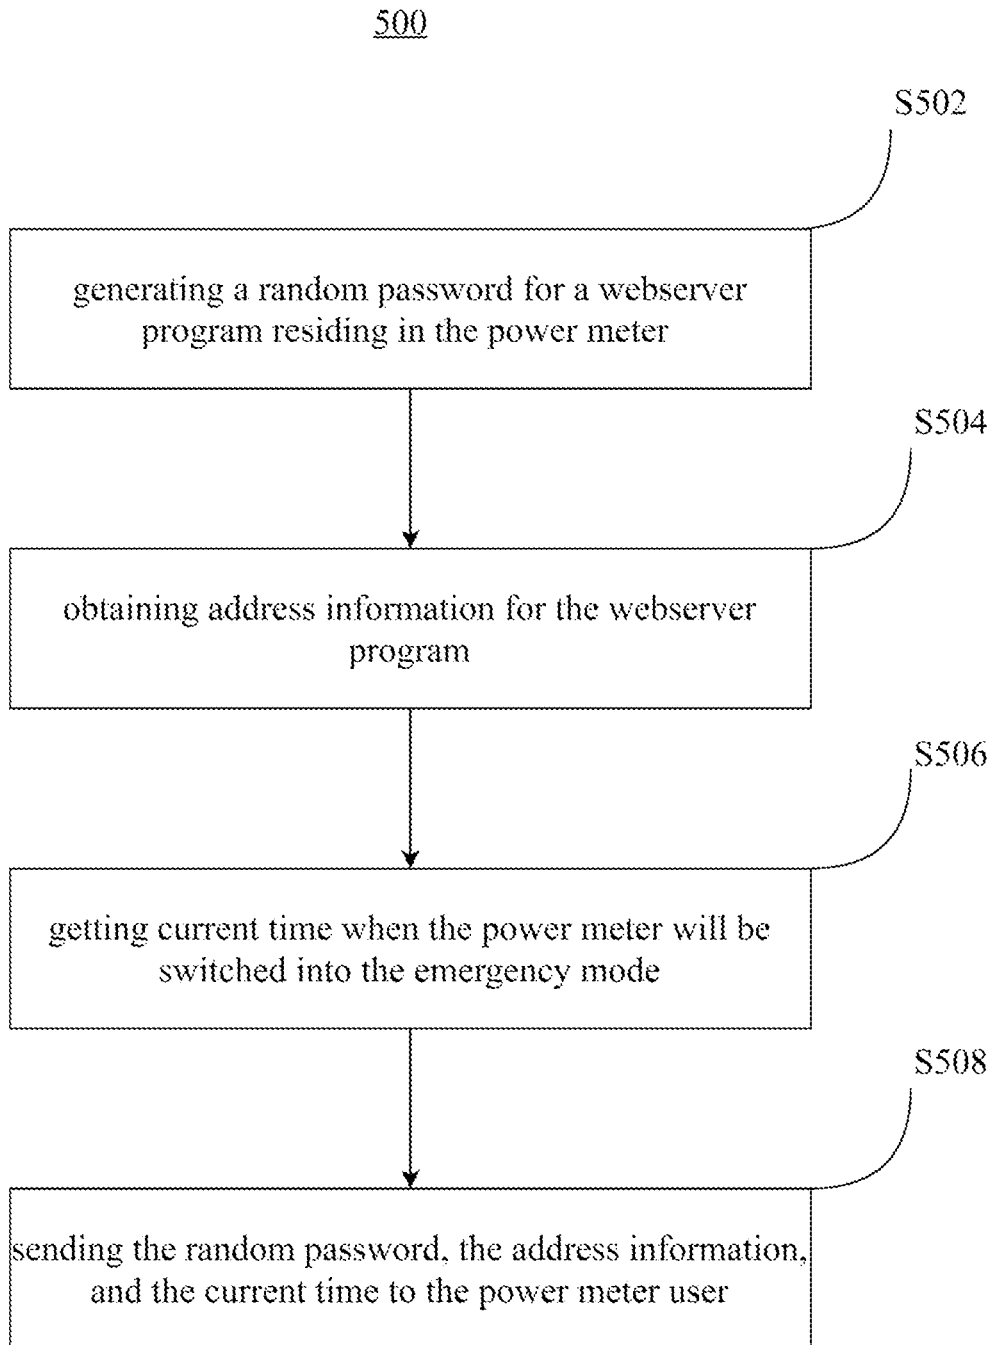 500
S502
generating a random password for a webserver
program residing in the power meter
S504
obtaining address information for the webserver
program
S506
getting current time when the power meter will be
switched into the emergency mode
S508
sending the random password, the address information,
and the current time to the power meter user